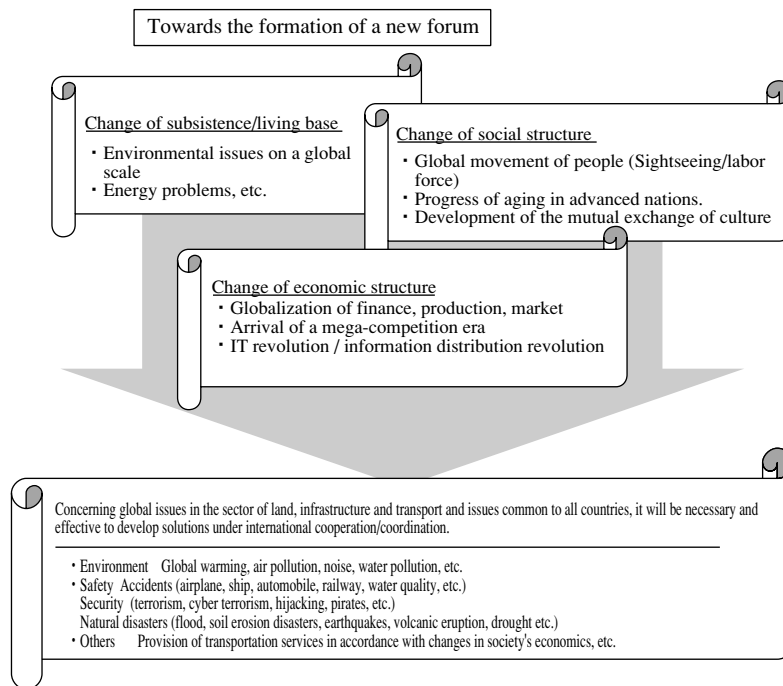 Towards the formation of a new forum
Change of subsistence/living base
・Environmental issues on a global
scale
・Energy problems, etc.
Change of social structure
・Global movement of people (Sightseeing/labor
force)
・Progress of aging in advanced nations.
・Development of the mutual exchange of culture
Change of economic structure
・Globalization of finance, production, market
・Arrival of a mega-competition era
・IT revolution / information distribution revolution
Concerning global issues in the sector of land, infrastructure and transport and issues common to all countries, it will be necessary and
effective to develop solutions under international cooperation/coordination.
・Environment Global warming, air pollution, noise, water pollution, etc.
・Safety Accidents (airplane, ship, automobile, railway, water quality, etc.)
Security (terrorism, cyber terrorism, hijacking, pirates, etc.)
Natural disasters (flood, soil erosion disasters, earthquakes, volcanic eruption, drought etc.)
・Others Provision of transportation services in accordance with changes in society's economics, etc.